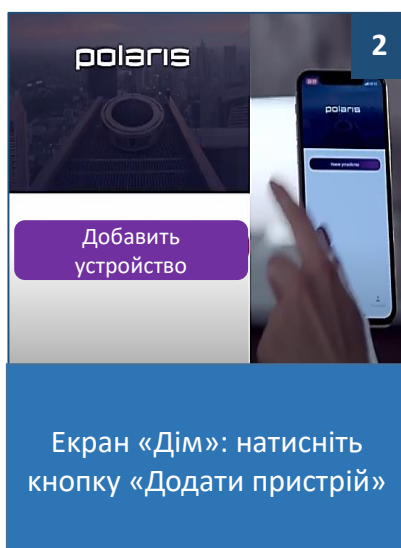 polaris
2
polaris
Добавить
устройство
Екран «Дім»: натисніть
кнопку «Додати пристрій»